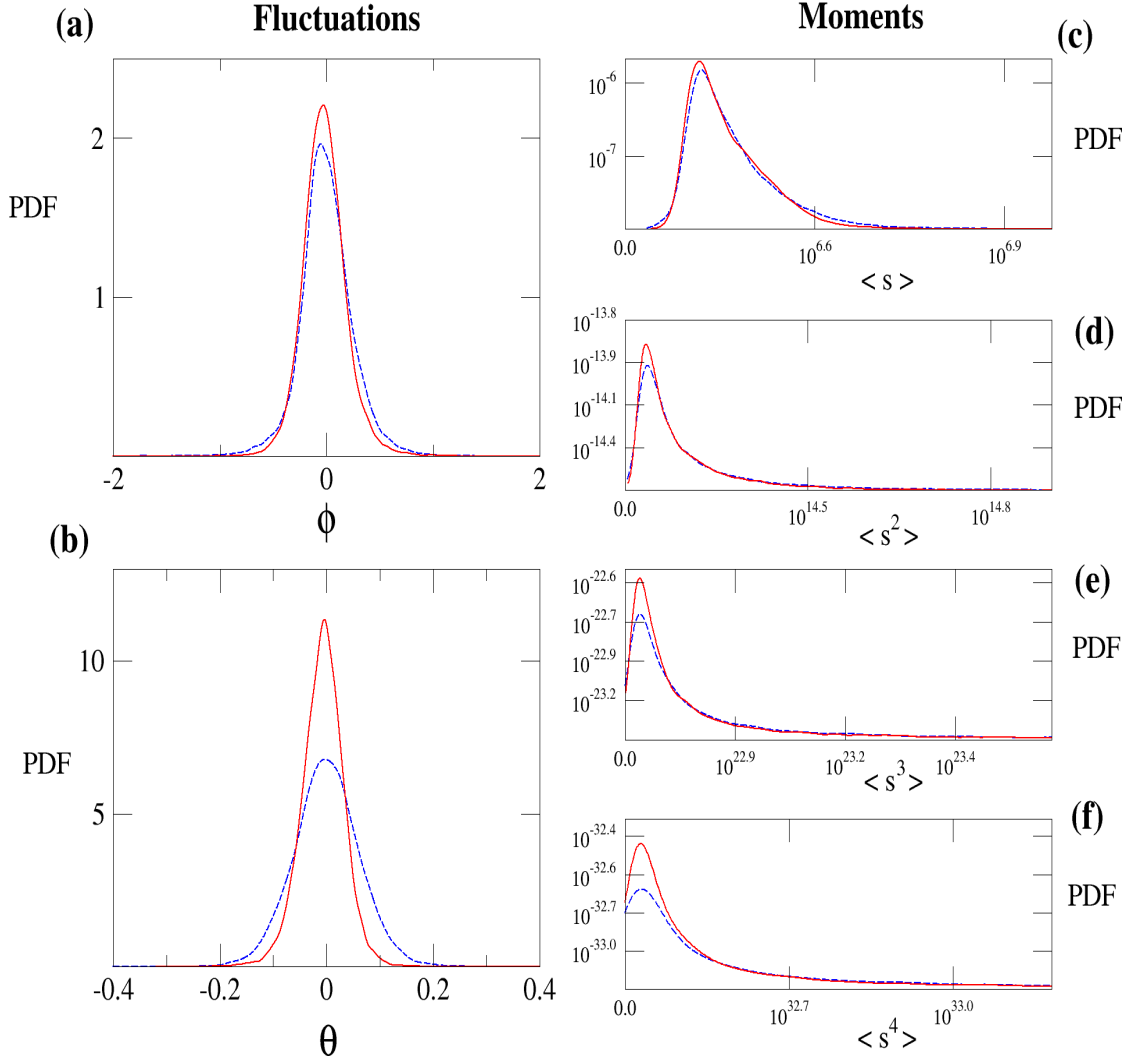 Fluctuations
(a)
2
PDF
1
-2
0
2
ϕ
(b)
10
PDF
5
-0.4
-0.2
0
0.2
0.4
θ
Moments
(c)
10^-6
10^-7
PDF
0.0
10^6.6
10^6.9
< s >
(d)
10^-13.8
10^-13.9
10^-14.1
10^-14.4
PDF
0.0
10^14.5
10^14.8
< s^2 >
(e)
10^-22.6
10^-22.7
10^-22.9
10^-23.2
PDF
0.0
10^22.9
10^23.2
10^23.4
< s^3 >
(f)
10^-32.4
10^-32.6
10^-32.7
10^-33.0
PDF
0.0
10^32.7
10^33.0
< s^4 >